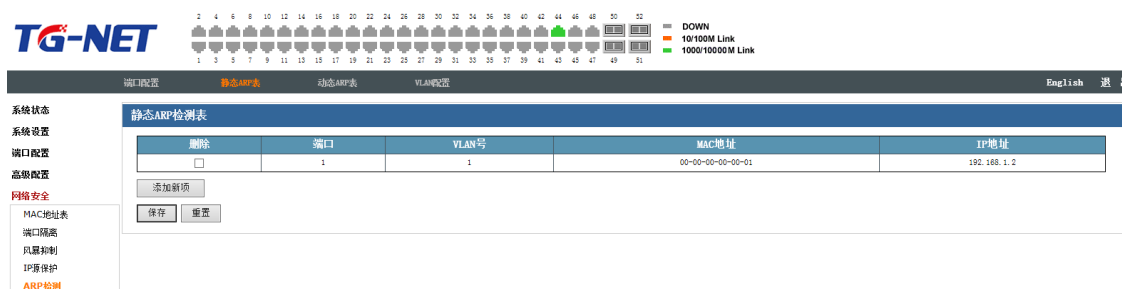 TG-NET
2 4 6 8 10 12 14 16 18 20 22 24 26 28 30 32 34 36 38 40 42 44 46 48 50 52
1 3 5 7 9 11 13 15 17 19 21 23 25 27 29 31 33 35 37 39 41 43 45 47 49 51
DOWN
10/100M Link
1000/10000M Link
端口配置 静态ARP表 动态ARP表 VLAN配置 English 退
系统状态
系统设置
端口配置
高级配置
网络安全
MAC地址表
端口隔离
风暴抑制
IP源保护
ARP检测
静态ARP检测表
删除 端口 VLAN号 MAC地址 IP地址
1 1 00-00-00-00-00-01 192.168.1.2
添加新项
保存 重置